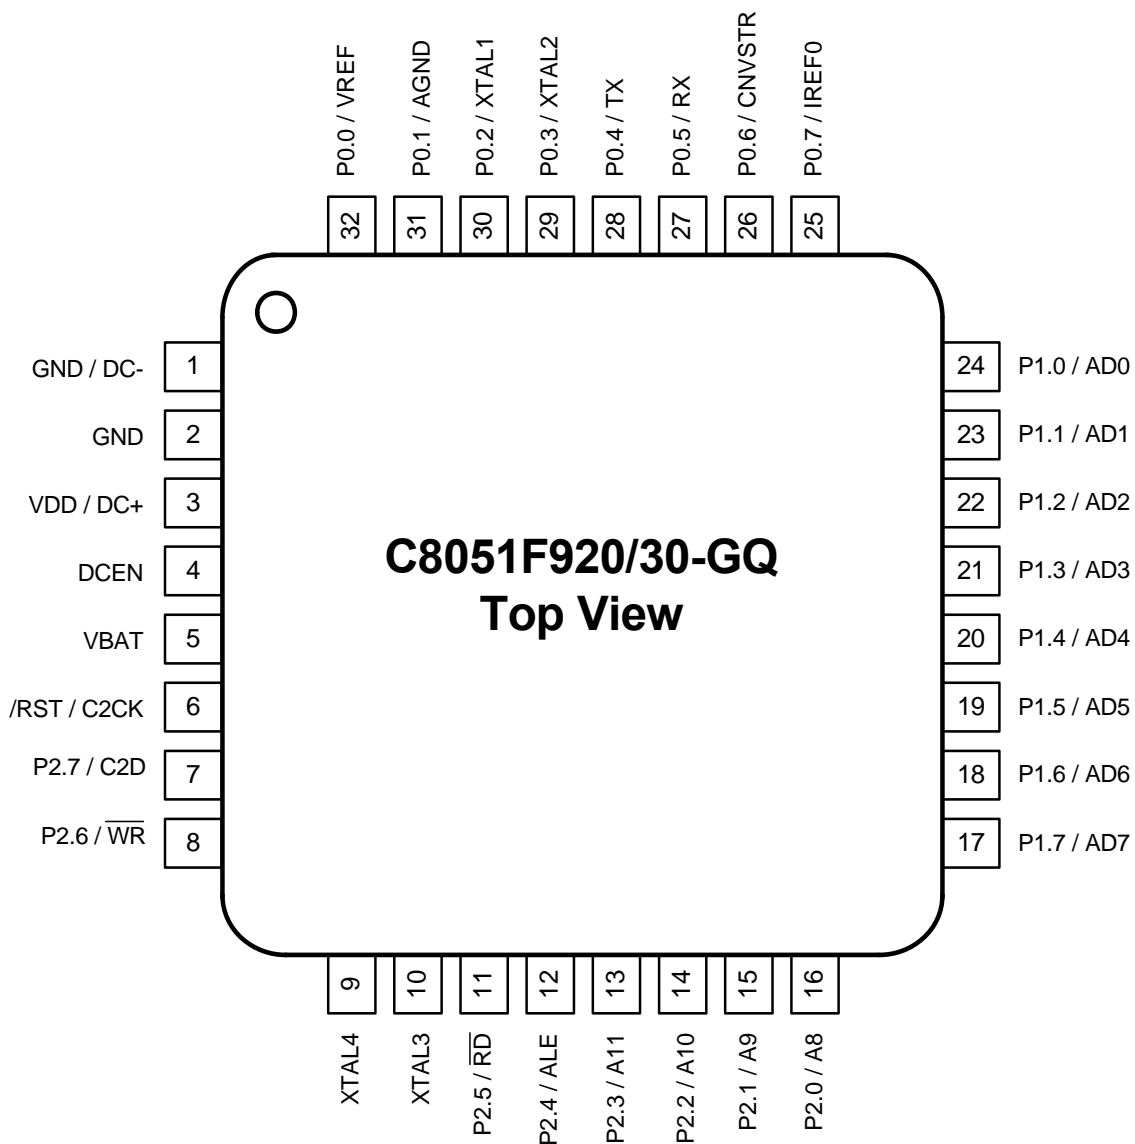 P0.0 / VREF
P0.1 / AGND
P0.2 / XTAL1
P0.3 / XTAL2
P0.4 / TX
P0.5 / RX
P0.6 / CNVSTR
P0.7 / IREF0
32
31
30
29
28
27
26
25
GND / DC- 1
GND 2
VDD / DC+ 3
DCEN 4
VBAT 5
/RST / C2CK 6
P2.7 / C2D 7
P2.6 / W̅R̅ 8
C8051F920/30-GQ
Top View
24 P1.0 / AD0
23 P1.1 / AD1
22 P1.2 / AD2
21 P1.3 / AD3
20 P1.4 / AD4
19 P1.5 / AD5
18 P1.6 / AD6
17 P1.7 / AD7
9
10
11
12
13
14
15
16
XTAL4
XTAL3
P2.5 / R̅D̅
P2.4 / ALE
P2.3 / A11
P2.2 / A10
P2.1 / A9
P2.0 / A8